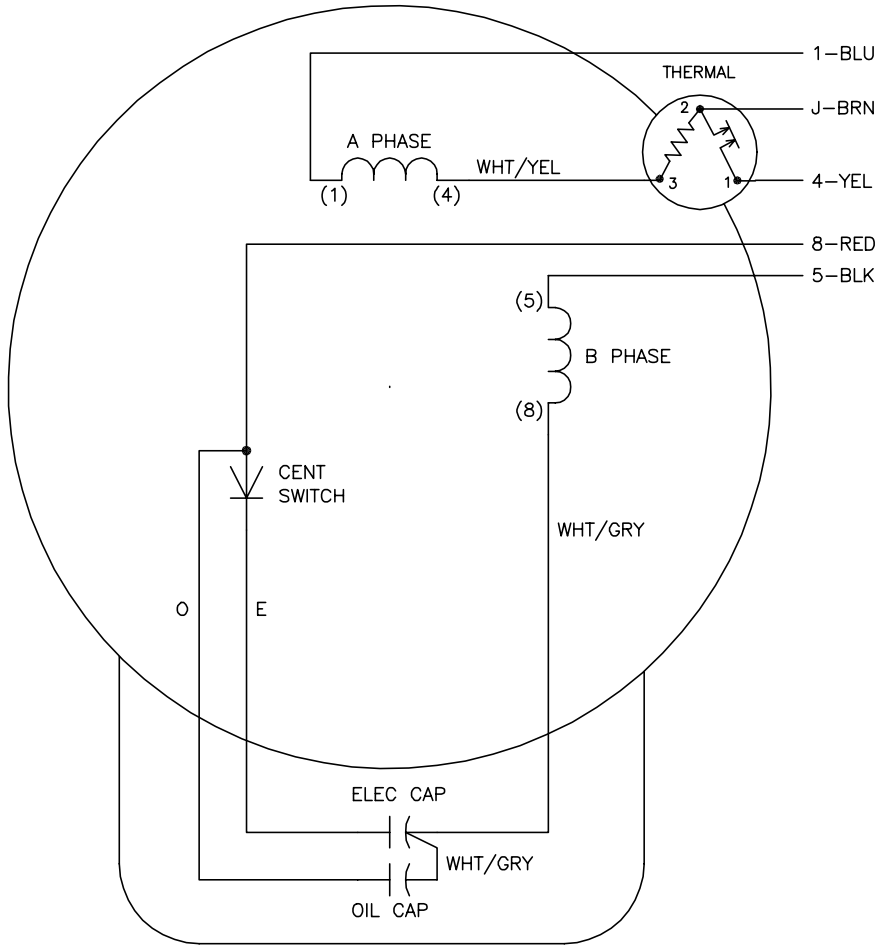 1-BLU
THERMAL
2
J-BRN
A PHASE
WHT/YEL
(1)
(4)
3
1
4-YEL
8-RED
5-BLK
(5)
B PHASE
(8)
CENT
SWITCH
WHT/GRY
O
E
ELEC CAP
WHT/GRY
OIL CAP